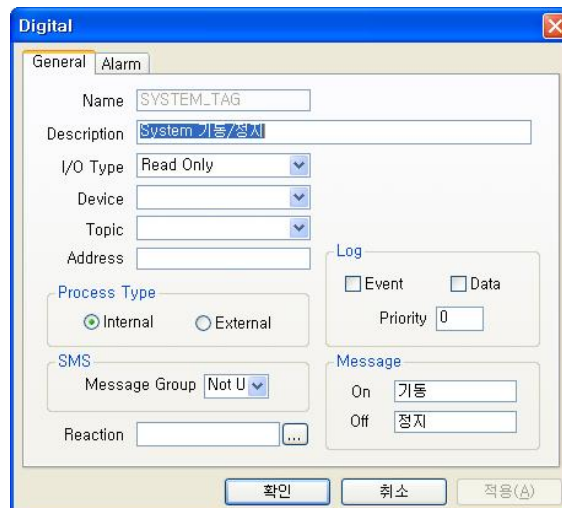 Digital
General Alarm
Name SYSTEM_TAG
Description System 기동/정지
I/O Type Read Only
Device
Topic
Address
Log
Event Data
Priority 0
Process Type
Internal External
SMS
Message Group Not U
Message
On 기동
Off 정지
Reaction ...
확인 취소 적용(A)